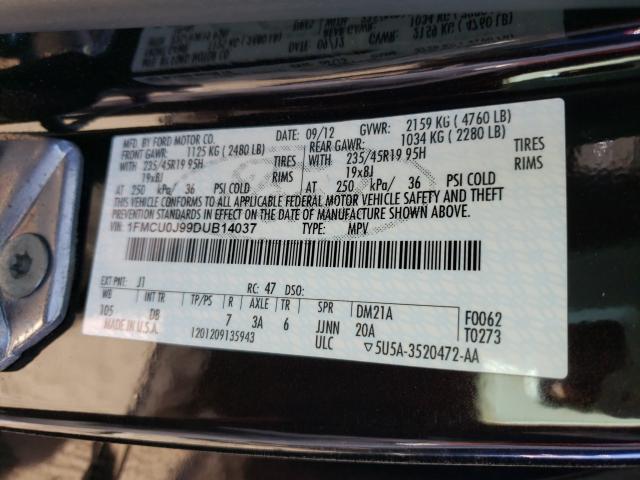 MFD. BY FORD MOTOR CO.
DATE: 09/12
GVWR: 2159 KG ( 4760 LB)
FRONT GAWR: 1125 KG ( 2480 LB)
REAR GAWR: 1034 KG ( 2280 LB)
WITH 235/45R19 95H TIRES
WITH 235/45R19 95H TIRES
19xBJ RIMS
19xBJ RIMS
AT 250 kPa/ 36 PSI COLD
AT 250 kPa/ 36 PSI COLD
THIS VEHICLE CONFORMS TO ALL APPLICABLE FEDERAL MOTOR VEHICLE SAFETY AND THEFT
PREVENTION STANDARDS IN EFFECT ON THE DATE OF MANUFACTURE SHOWN ABOVE.
VIN: 1FMCU0J99DUB14037
TYPE: MPV
EXT PNT: J1 RC: 47 DSO:
WB INT TR TP/PS R AXLE TR SPR DM21A F0062
105 DB 7 3A 6 JJNN 20A T0273
MADE IN U.S.A. 1201209135943 ULC ▽5U5A-3520472-AA